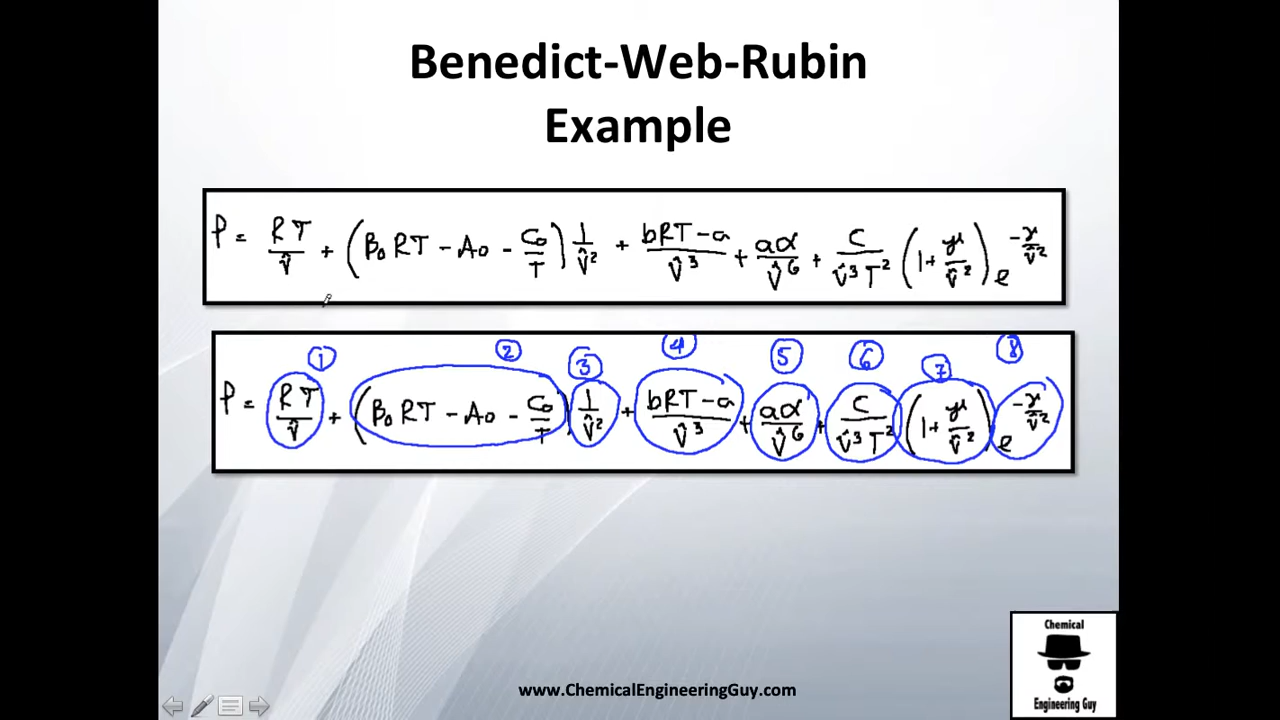 Benedict-Web-Rubin
Example
P = RT/v̂ + (B₀RT - A₀ - C₀/T) 1/v̂² + bRT-a/v̂³ + aα/v̂⁶ + C/v̂³T² (1 + γ/v̂²) e^(-γ/v̂²)
① ② ③ ④ ⑤ ⑥ ⑦ ⑧
P = RT/v̂ + (B₀RT - A₀ - C₀/T) 1/v̂² + bRT-a/v̂³ + aα/v̂⁶ + C/v̂³T² (1 + γ/v̂²) e^(-γ/v̂²)
Chemical
Engineering Guy
www.ChemicalEngineeringGuy.com